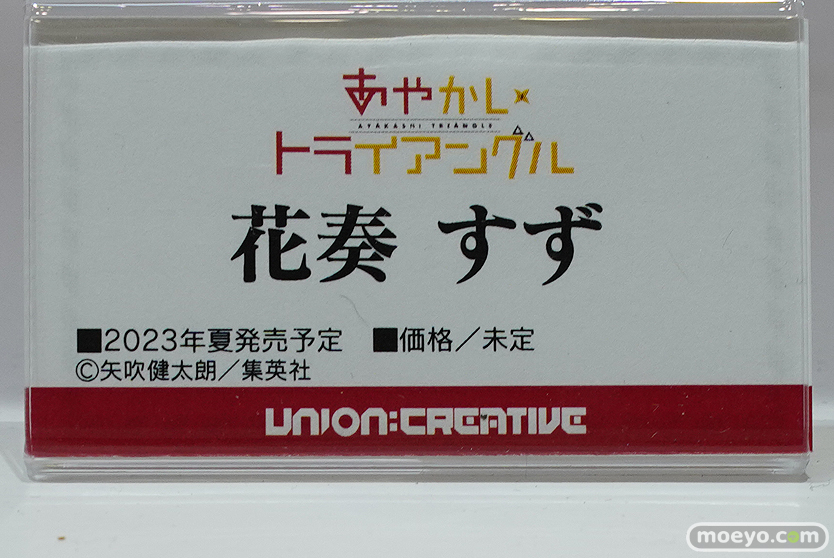 あやかし
AYAKASHI TRIANGLE
トライアングル
花奏 すず
■2023年夏発売予定 ■価格／未定
©矢吹健太朗／集英社
UNION:CREATIVE
moeyo.com